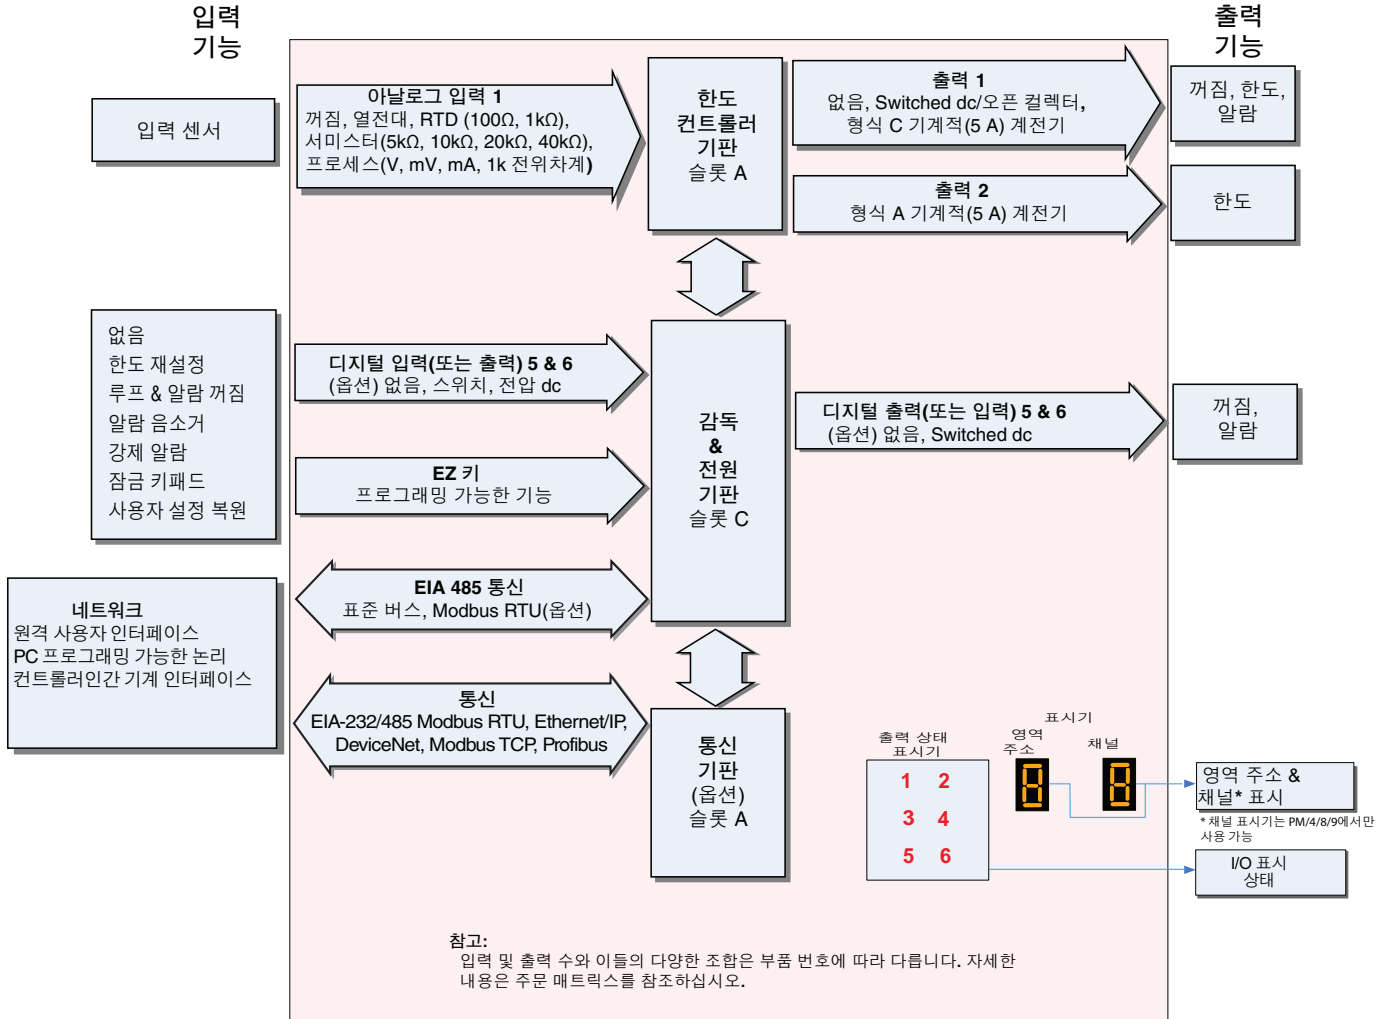 입력
기능
출력
기능
입력 센서
아날로그 입력 1
꺼짐, 열전대, RTD (100Ω, 1kΩ),
서미스터(5kΩ, 10kΩ, 20kΩ, 40kΩ),
프로세스(V, mV, mA, 1k 전위차계)
한도
컨트롤러
기판
슬롯 A
출력 1
없음, Switched dc/오픈 컬렉터,
형식 C 기계적(5 A) 계전기
꺼짐, 한도,
알람
출력 2
형식 A 기계적(5 A) 계전기
한도
없음
한도 재설정
루프 & 알람 꺼짐
알람 음소거
강제 알람
잠금 키패드
사용자 설정 복원
디지털 입력(또는 출력) 5 & 6
(옵션) 없음, 스위치, 전압 dc
EZ 키
프로그래밍 가능한 기능
감독
&
전원
기판
슬롯 C
디지털 출력(또는 입력) 5 & 6
(옵션) 없음, Switched dc
꺼짐,
알람
EIA 485 통신
표준 버스, Modbus RTU(옵션)
네트워크
원격 사용자 인터페이스
PC 프로그래밍 가능한 논리
컨트롤러인간 기계 인터페이스
통신
EIA-232/485 Modbus RTU, Ethernet/IP,
DeviceNet, Modbus TCP, Profibus
통신
기판
(옵션)
슬롯 A
출력 상태
표시기
1 2
3 4
5 6
표시기
영역
주소
채널
8 8
영역 주소 &
채널* 표시
* 채널 표시기는 PM/4/8/9에서만
사용 가능
I/O 표시
상태
참고:
입력 및 출력 수와 이들의 다양한 조합은 부품 번호에 따라 다릅니다. 자세한
내용은 주문 매트릭스를 참조하십시오.